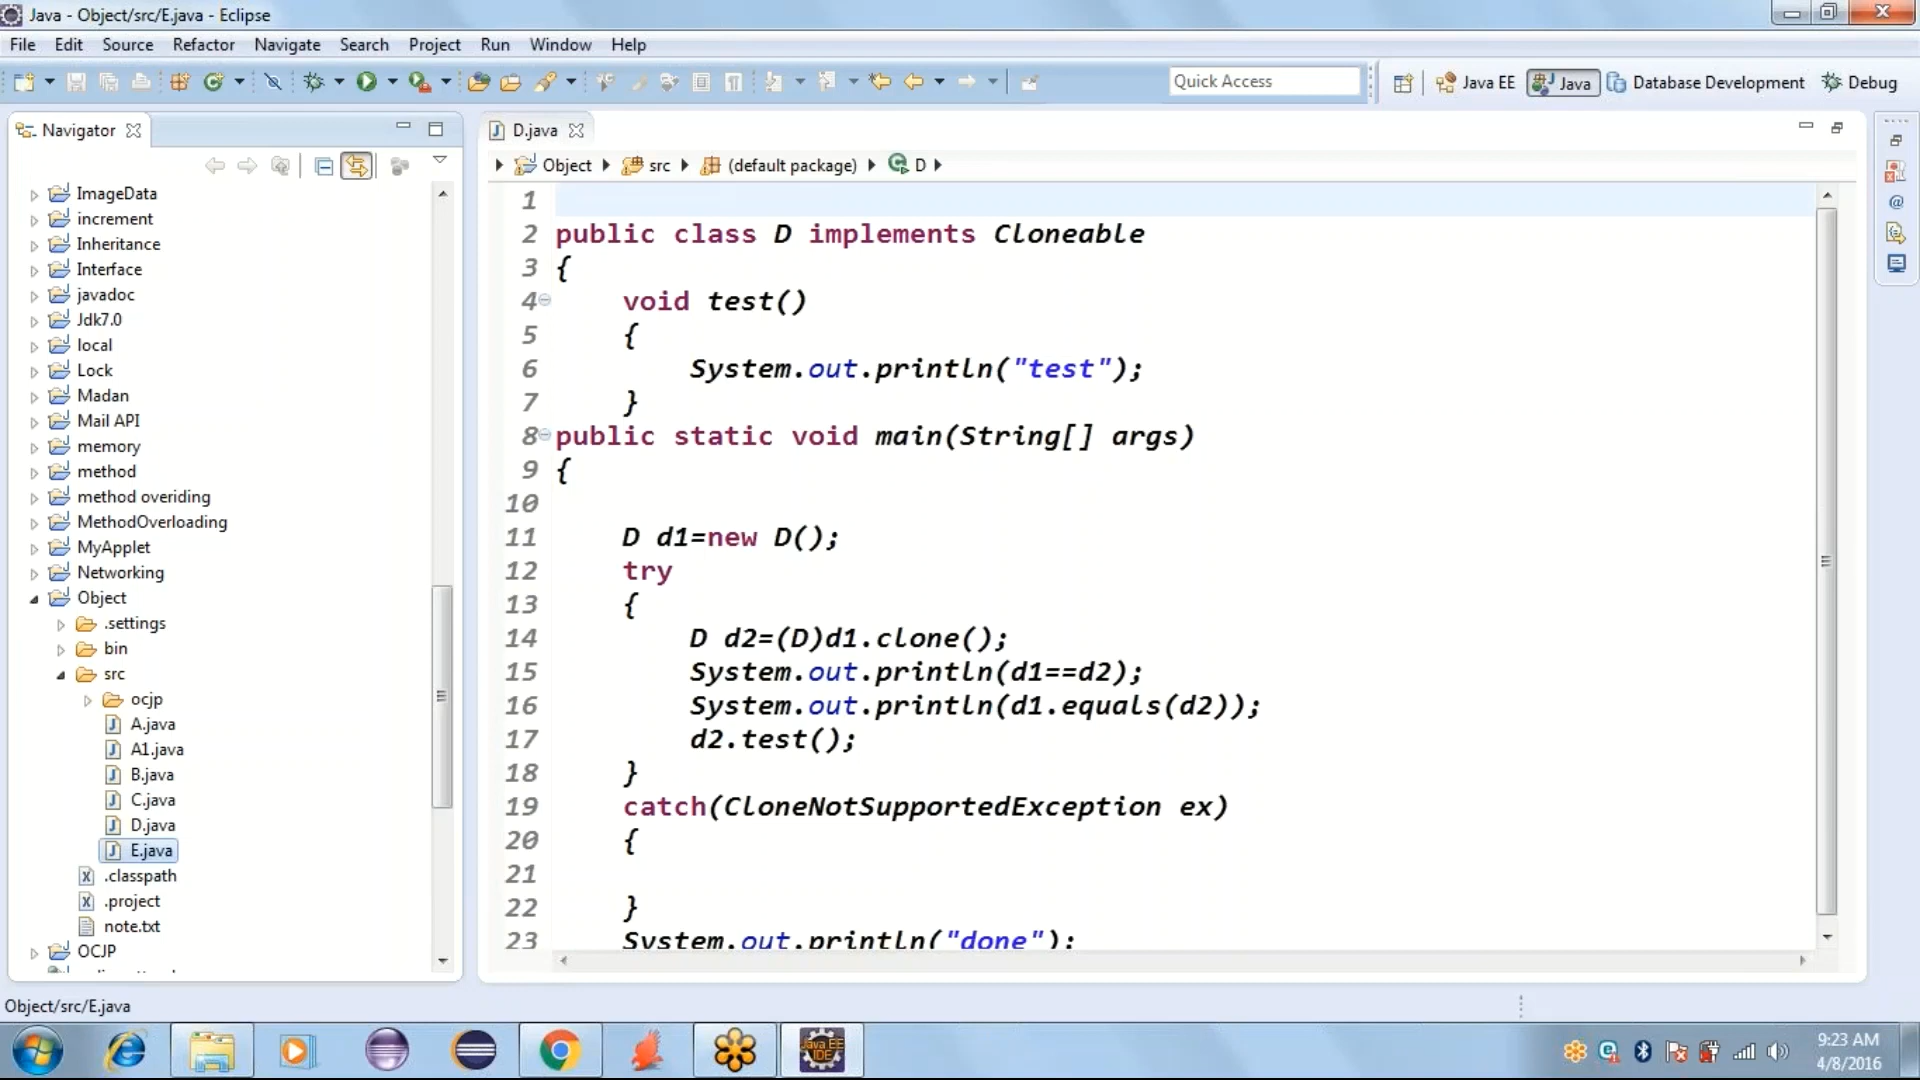 Java - Object/src/E.java - Eclipse
File Edit Source Refactor Navigate Search Project Run Window Help
Quick Access
Java EE
Java
Database Development
Debug
Navigator
ImageData
increment
Inheritance
Interface
javadoc
Jdk7.0
local
Lock
Madan
Mail API
memory
method
method overiding
MethodOverloading
MyApplet
Networking
Object
.settings
bin
src
ocjp
A.java
A1.java
B.java
C.java
D.java
E.java
.classpath
.project
note.txt
OCJP
D.java
Object src (default package) D
1
2 public class D implements Cloneable
3 {
4 void test()
5 {
6 System.out.println("test");
7 }
8 public static void main(String[] args)
9 {
10
11 D d1=new D();
12 try
13 {
14 D d2=(D)d1.clone();
15 System.out.println(d1==d2);
16 System.out.println(d1.equals(d2));
17 d2.test();
18 }
19 catch(CloneNotSupportedException ex)
20 {
21
22 }
23 System.out.println("done");
Object/src/E.java
Java EE
IDE
9:23 AM
4/8/2016